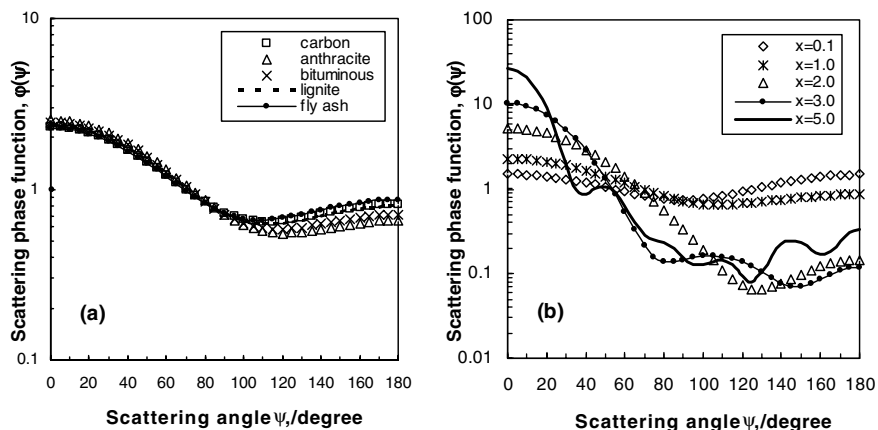 Scattering phase function, φ(ψ)
10
1
0.1
carbon
anthracite
bituminous
lignite
fly ash
(a)
0 20 40 60 80 100 120 140 160 180
Scattering angle ψ,/degree
Scattering phase function, φ(ψ)
100
10
1
0.1
0.01
x=0.1
x=1.0
x=2.0
x=3.0
x=5.0
(b)
0 20 40 60 80 100 120 140 160 180
Scattering angle ψ,/degree